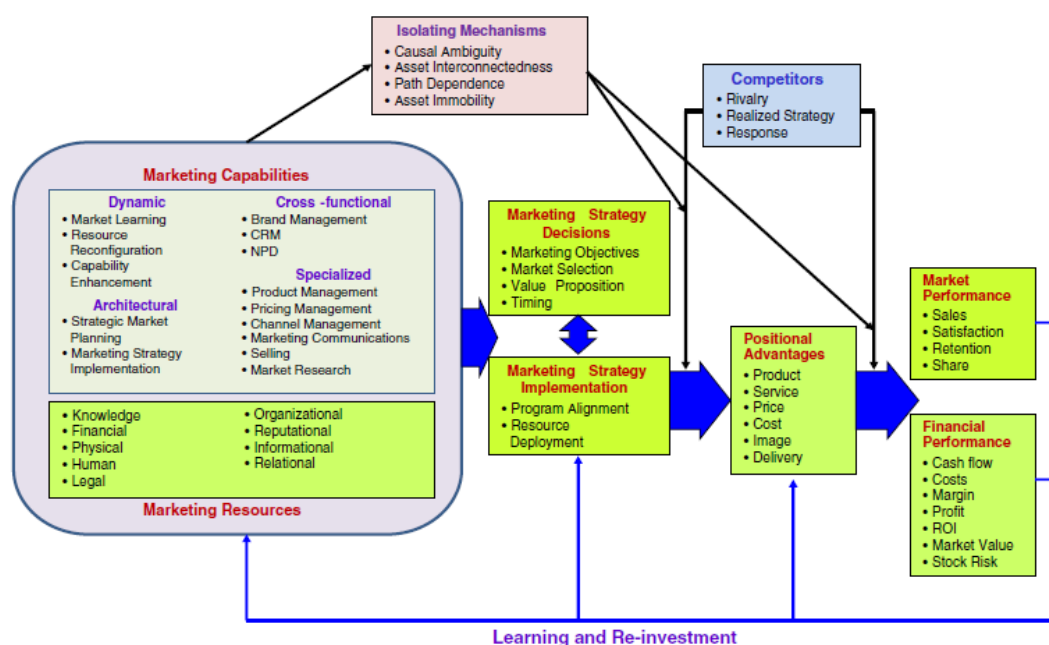 Isolating Mechanisms
• Causal Ambiguity
• Asset Interconnectedness
• Path Dependence
• Asset Immobility
Competitors
• Rivalry
• Realized Strategy
• Response
Marketing Capabilities
Dynamic
• Market Learning
• Resource
Reconfiguration
• Capability
Enhancement
Architectural
• Strategic Market
Planning
• Marketing Strategy
Implementation
Cross -functional
• Brand Management
• CRM
• NPD
Specialized
• Product Management
• Pricing Management
• Channel Management
• Marketing Communications
• Selling
• Market Research
• Knowledge
• Financial
• Physical
• Human
• Legal
• Organizational
• Reputational
• Informational
• Relational
Marketing Resources
Marketing Strategy
Decisions
• Marketing Objectives
• Market Selection
• Value Proposition
• Timing
Marketing Strategy
Implementation
• Program Alignment
• Resource
Deployment
Positional
Advantages
• Product
• Service
• Price
• Cost
• Image
• Delivery
Market
Performance
• Sales
• Satisfaction
• Retention
• Share
Financial
Performance
• Cash flow
• Costs
• Margin
• Profit
• ROI
• Market Value
• Stock Risk
Learning and Re-investment